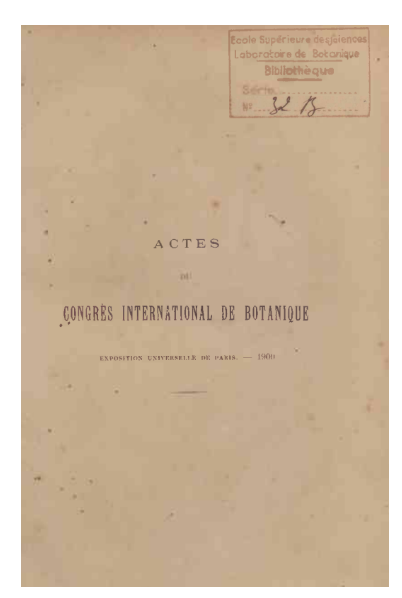 Ecole Supérieure des Sciences
Laboratoire de Botanique
Bibliothèque
Série
N° 32 B
ACTES
DU
CONGRÈS INTERNATIONAL DE BOTANIQUE
EXPOSITION UNIVERSELLE DE PARIS. — 1900